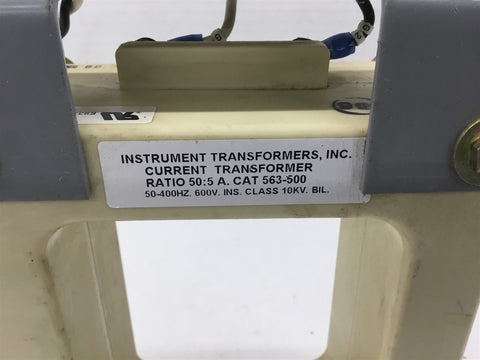 INSTRUMENT TRANSFORMERS, INC.
CURRENT TRANSFORMER
RATIO 50:5 A. CAT 563-500
50-400HZ. 600V. INS. CLASS 10KV. BIL.